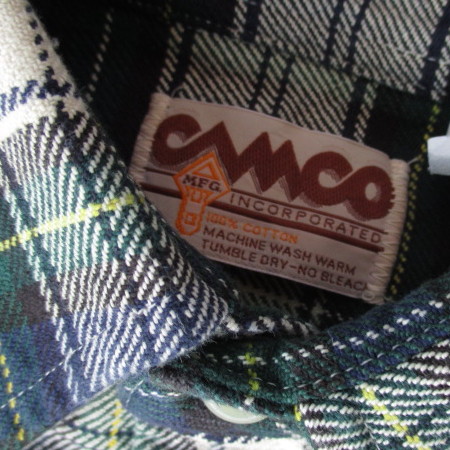 CAMCO
MFG.
INCORPORATED
100% COTTON
MACHINE WASH WARM
TUMBLE DRY-NO BLEACH